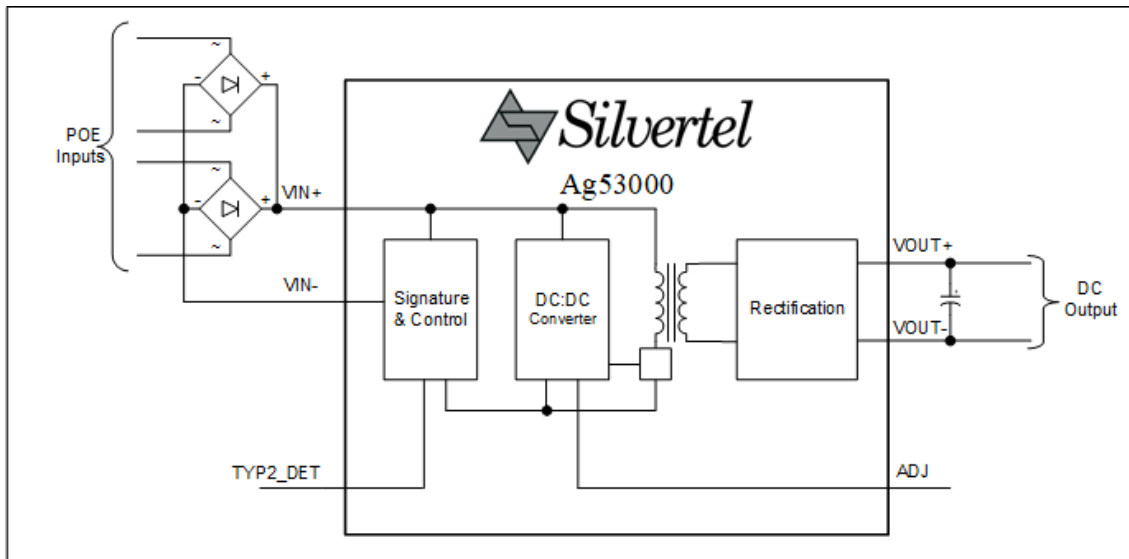 ~
- +
~
POE
Inputs
~
- +
~
VIN+
VIN-
Silvertel
Ag53000
Signature
& Control
DC:DC
Converter
Rectification
VOUT+
+
VOUT-
DC
Output
TYP2_DET
ADJ